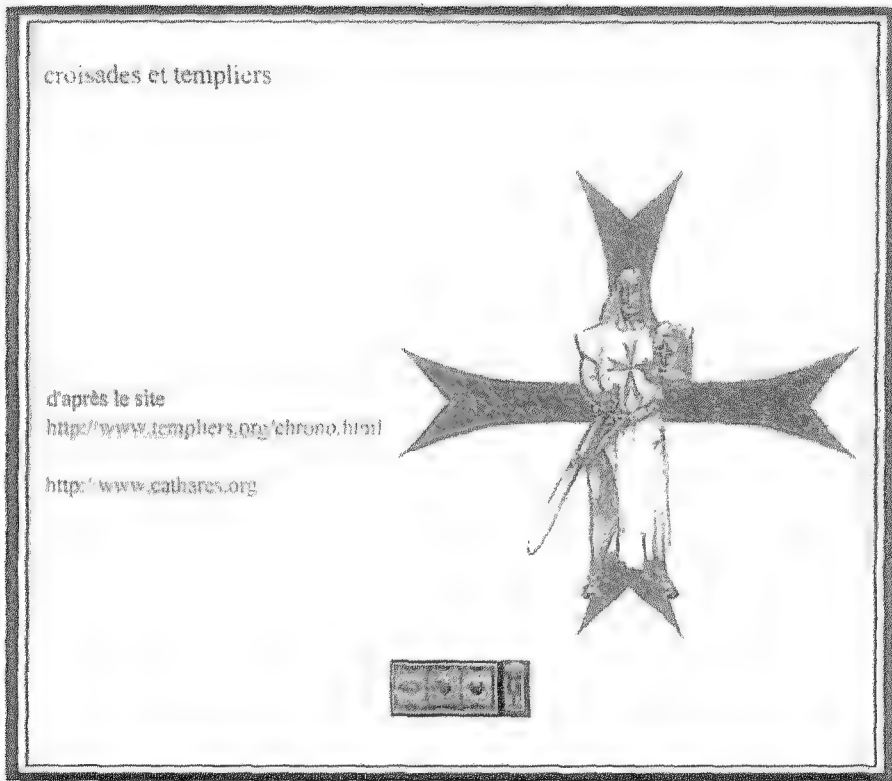 croisades et templiers
d'après le site
http://www.templiers.org/chrono.html
http://www.cathares.org